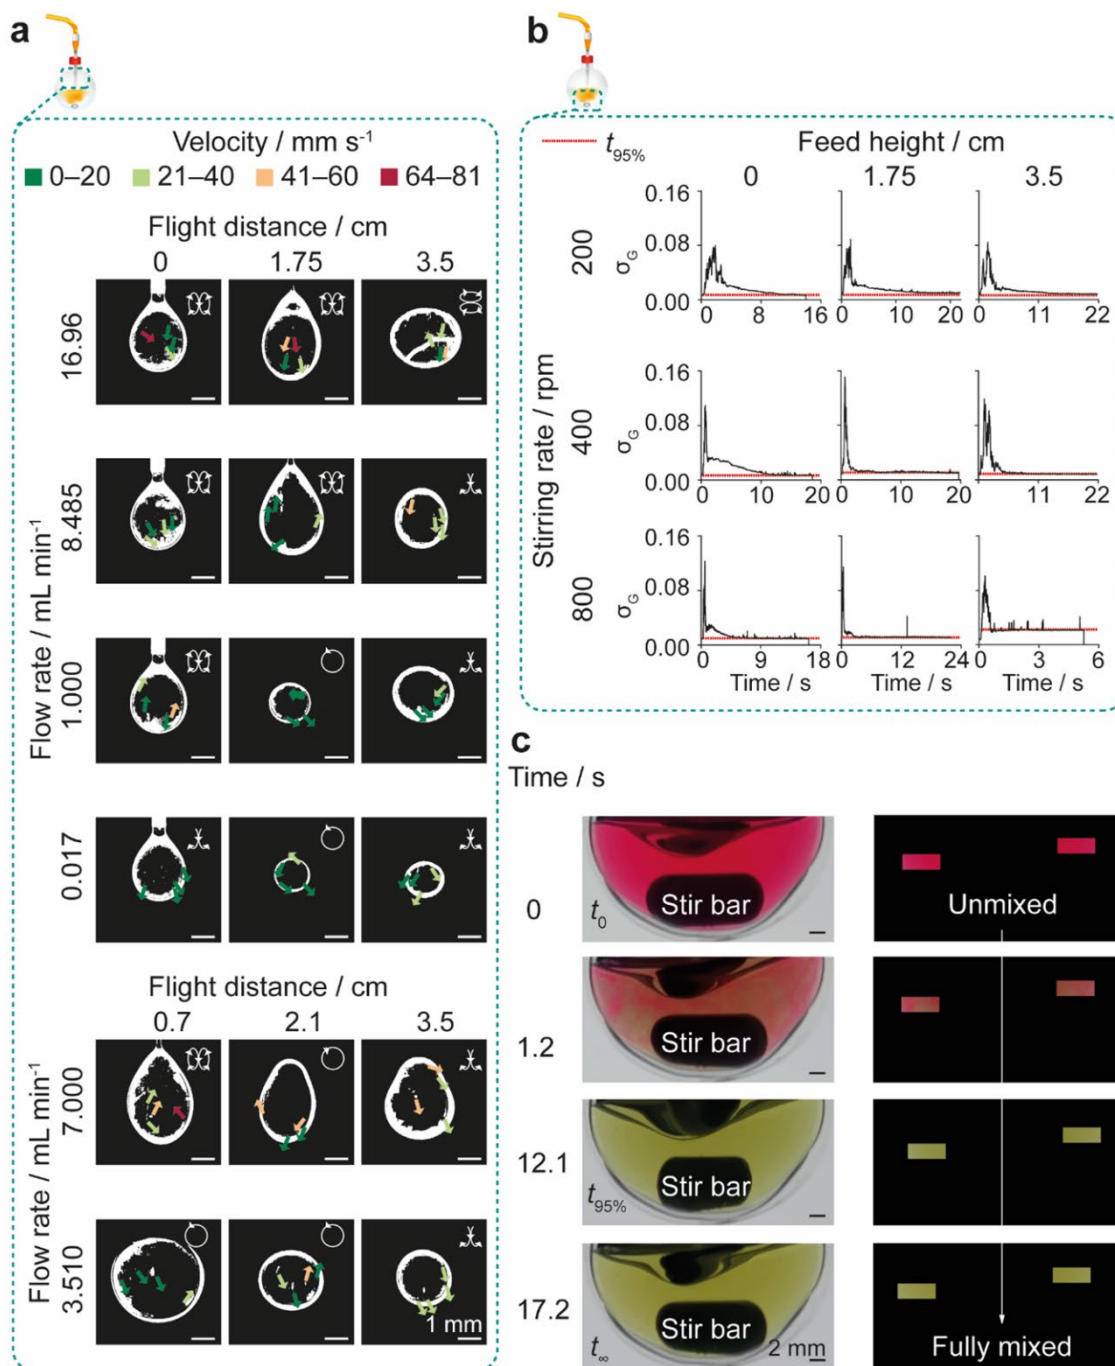 a
Velocity / mm s⁻¹
0–20 21–40 41–60 64–81
Flight distance / cm
0 1.75 3.5
Flow rate / mL min⁻¹
16.96
8.485
1.000
0.017
Flight distance / cm
0.7 2.1 3.5
Flow rate / mL min⁻¹
7.000
3.510
1 mm
b
t95%
Feed height / cm
0 1.75 3.5
Stirring rate / rpm
200
σG
0.16
0.08
0.00
0 8 16
0 10 20
0 11 22
400
σG
0.16
0.08
0.00
0 10 20
0 10 20
0 11 22
800
σG
0.16
0.08
0.00
0 9 18
0 12 24
0 3 6
Time / s Time / s Time / s
c
Time / s
0
t0
Stir bar
Unmixed
1.2
Stir bar
12.1
t95%
Stir bar
17.2
t∞
Stir bar
2 mm
Fully mixed